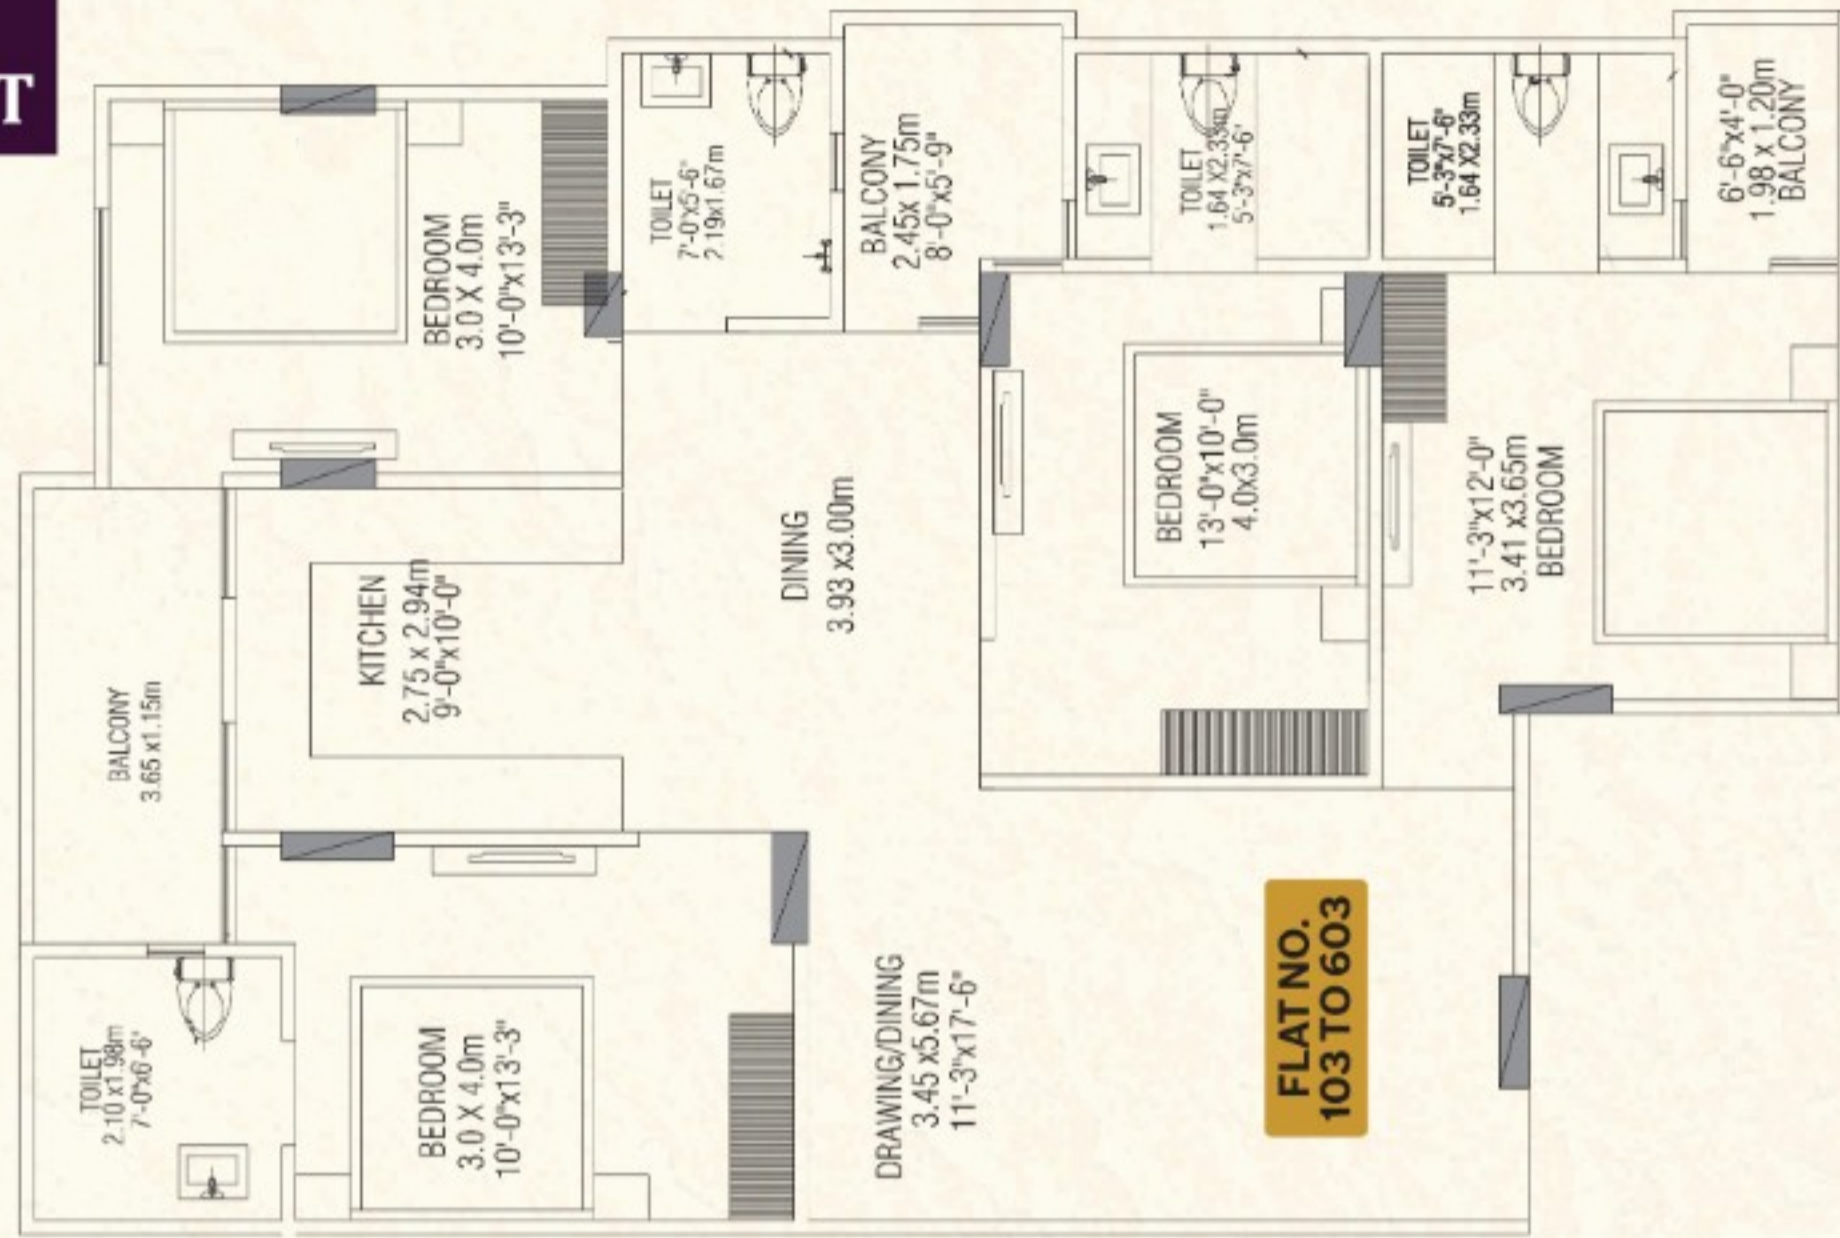 T
BEDROOM
3.0 X 4.0m
10'-0"x13'-3"
TOILET
7'-0"x5'-6"
2.19x1.67m
BALCONY
2.45x 1.75m
8'-0"x5'-9"
TOILET
1.64 X2.33m
5'-3"x7'-6'
TOILET
5'-3"x7'-6"
1.64 X2.33m
6'-6"x4'-0"
1.98 x 1.20m
BALCONY
BALCONY
3.65 x1.15m
KITCHEN
2.75 x 2.94m
9'-0"x10'-0"
DINING
3.93 x3.00m
BEDROOM
13'-0"x10'-0"
4.0x3.0m
11'-3"x12'-0"
3.41 x3.65m
BEDROOM
TOILET
2.10 x1.98m
7'-0"x6'-6"
BEDROOM
3.0 X 4.0m
10'-0"x13'-3"
DRAWING/DINING
3.45 x5.67m
11'-3"x17'-6"
FLAT NO.
103 TO 603